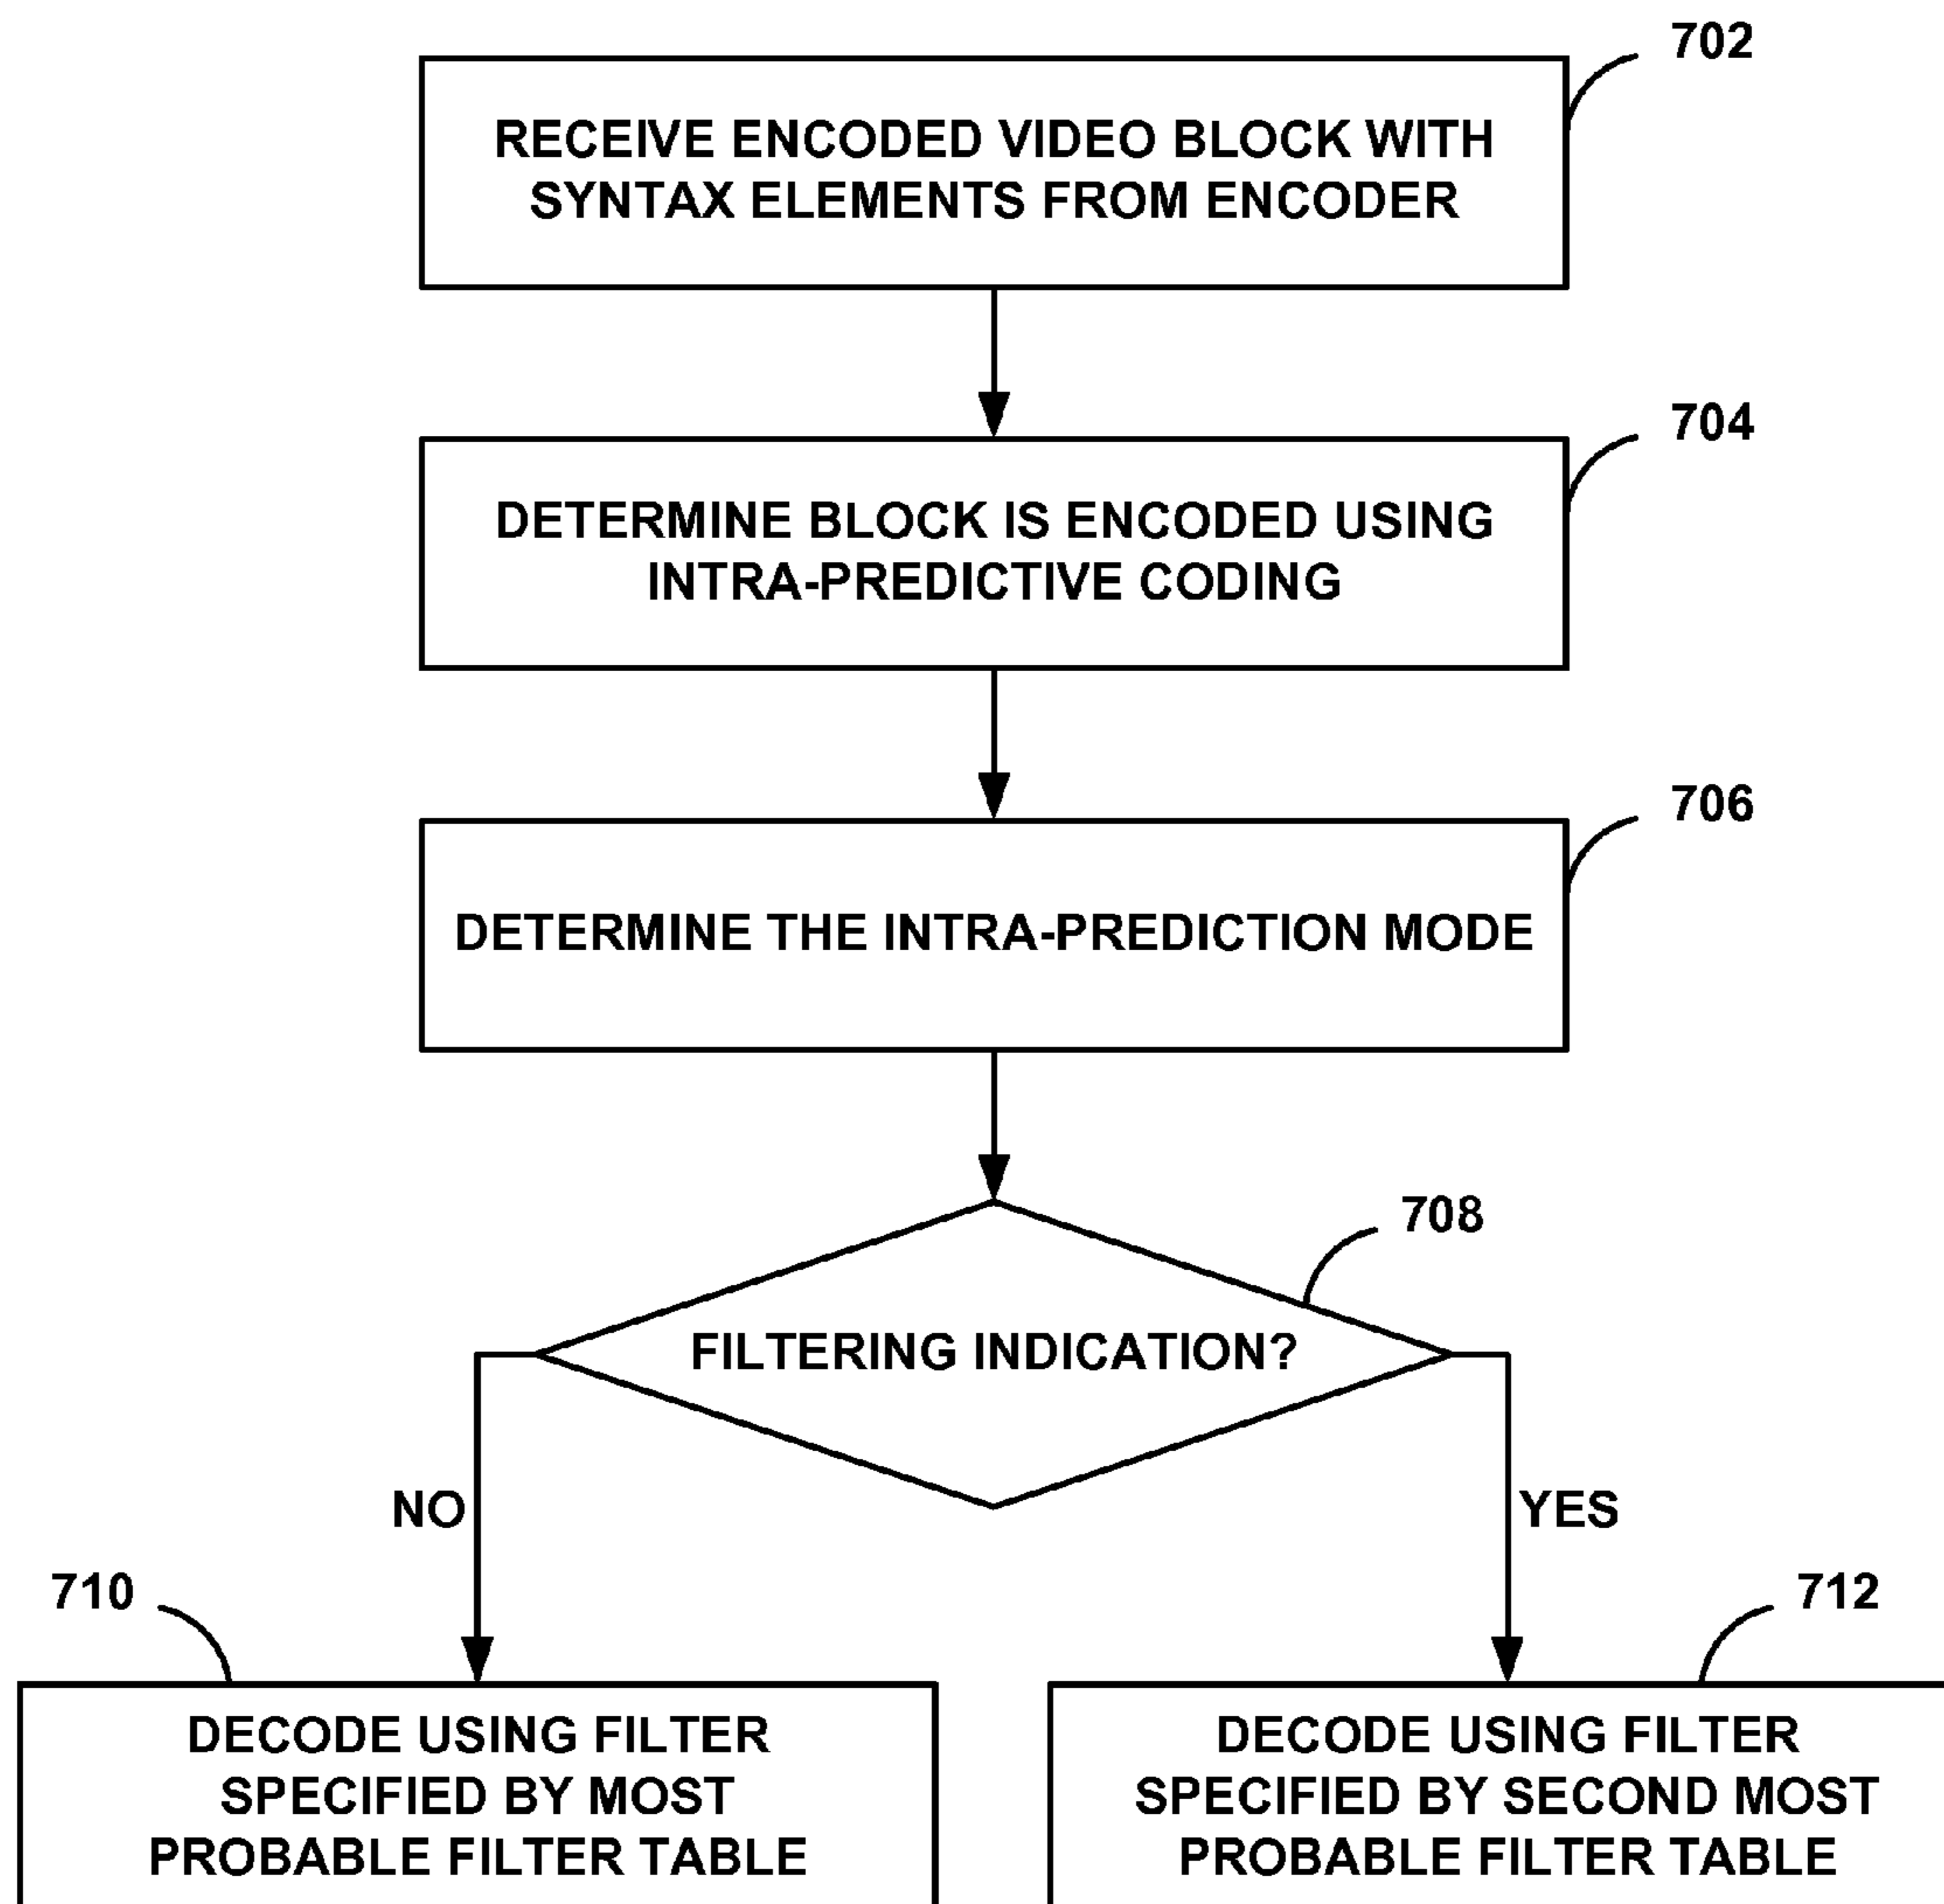 702
RECEIVE ENCODED VIDEO BLOCK WITH
SYNTAX ELEMENTS FROM ENCODER
704
DETERMINE BLOCK IS ENCODED USING
INTRA-PREDICTIVE CODING
706
DETERMINE THE INTRA-PREDICTION MODE
708
FILTERING INDICATION?
NO
YES
710
712
DECODE USING FILTER
SPECIFIED BY MOST
PROBABLE FILTER TABLE
DECODE USING FILTER
SPECIFIED BY SECOND MOST
PROBABLE FILTER TABLE